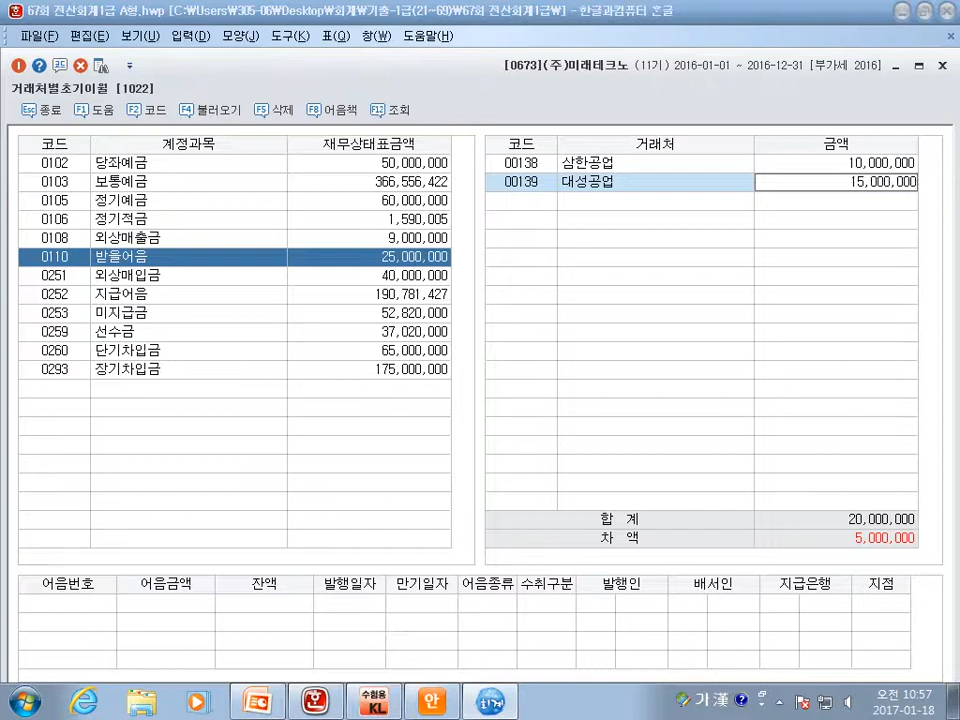 67회 전산회계1급 A형.hwp [C:₩Users₩305-06₩Desktop₩회계₩기출-1급(21~69)₩67회 전산회계1급₩] - 한글과컴퓨터 한글
파일(F) 편집(E) 보기(U) 입력(D) 모양(J) 도구(K) 표(Q) 창(W) 도움말(H)
[0673](주)미래테크노 (11기) 2016-01-01 ~ 2016-12-31 [부가세 2016]
거래처별초기이월 [1022]
Esc 종료 F1 도움 F2 코드 F4 불러오기 F5 삭제 F8 어음책 F12 조회
코드 계정과목 재무상태표금액 코드 거래처 금액
0102 당좌예금 50,000,000 00138 삼한공업 10,000,000
0103 보통예금 366,556,422 00139 대성공업 15,000,000
0105 정기예금 60,000,000
0106 정기적금 1,590,005
0108 외상매출금 9,000,000
0110 받을어음 25,000,000
0251 외상매입금 40,000,000
0252 지급어음 190,781,427
0253 미지급금 52,820,000
0259 선수금 37,020,000
0260 단기차입금 65,000,000
0293 장기차입금 175,000,000
합 계 20,000,000
차 액 5,000,000
어음번호 어음금액 잔액 발행일자 만기일자 어음종류 수취구분 발행인 배서인 지급은행 지점
수험용 KL 안 회계 가 漢 오전 10:57
2017-01-18